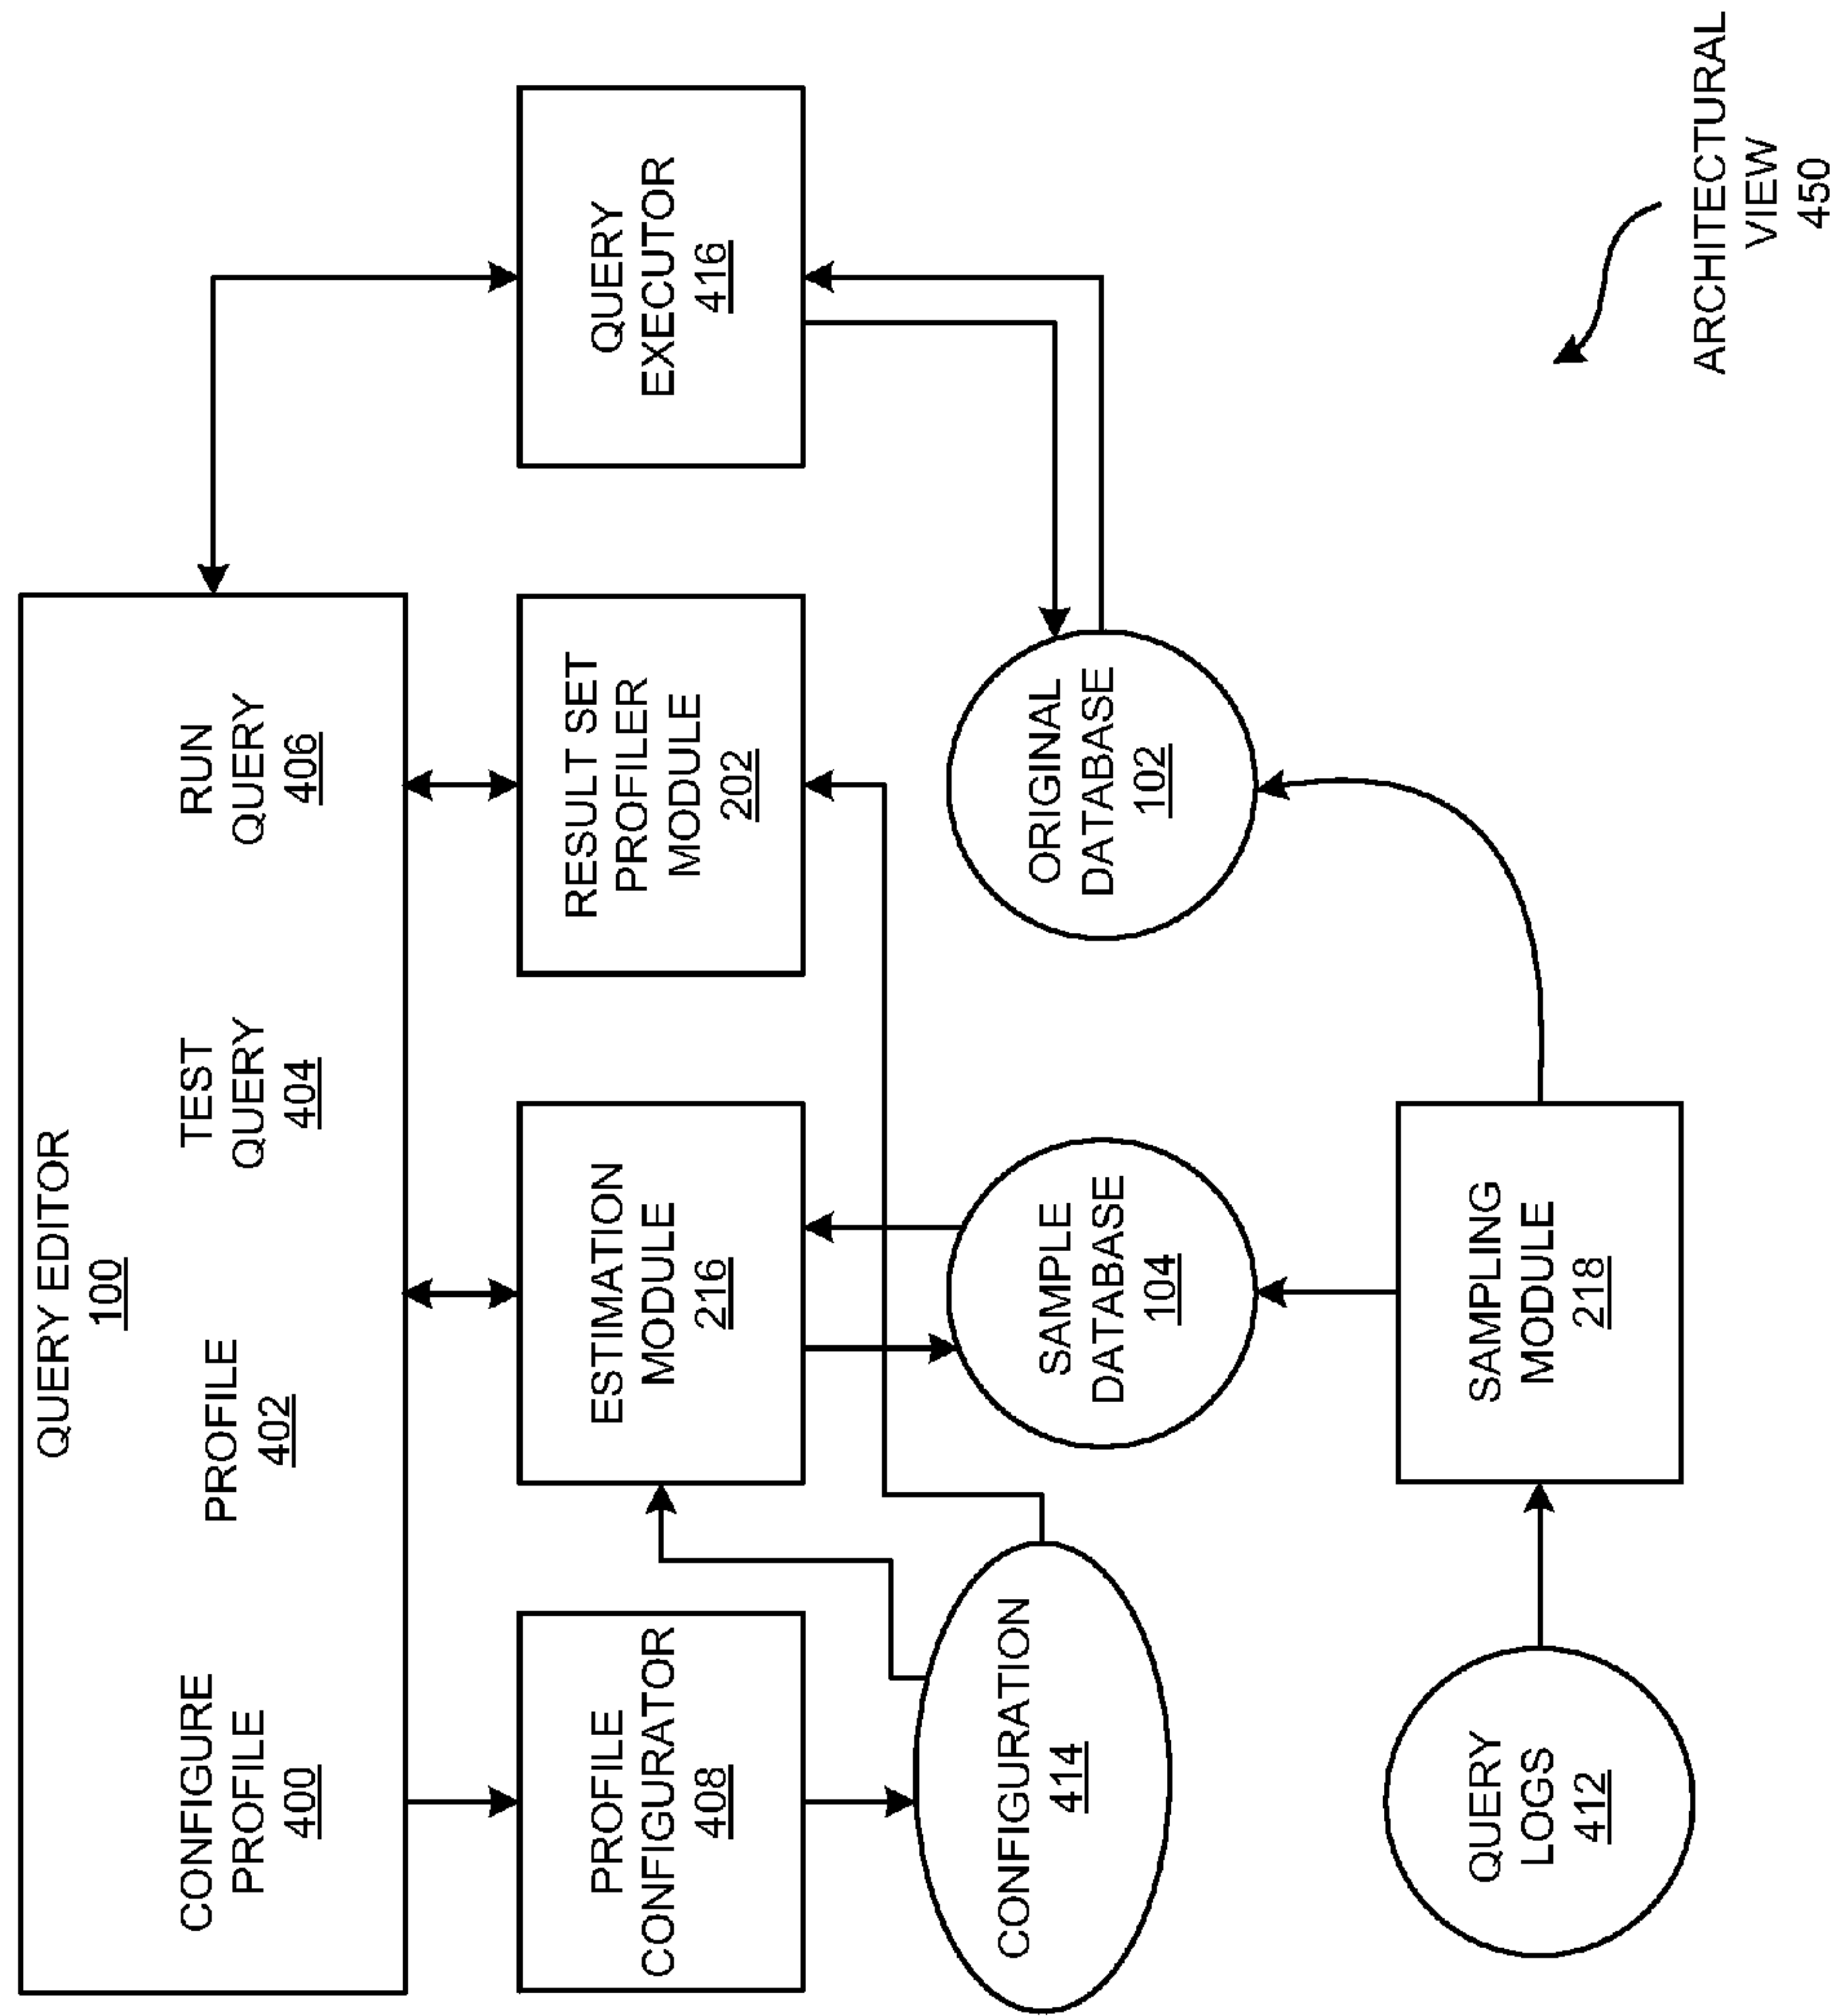 QUERY EDITOR
100
CONFIGURE
PROFILE
400
PROFILE
402
TEST
QUERY
404
RUN
QUERY
406
PROFILE
CONFIGURATOR
408
ESTIMATION
MODULE
216
RESULT SET
PROFILER
MODULE
202
QUERY
EXECUTOR
416
CONFIGURATION
414
SAMPLE
DATABASE
104
ORIGINAL
DATABASE
102
QUERY
LOGS
412
SAMPLING
MODULE
218
ARCHITECTURAL
VIEW
450